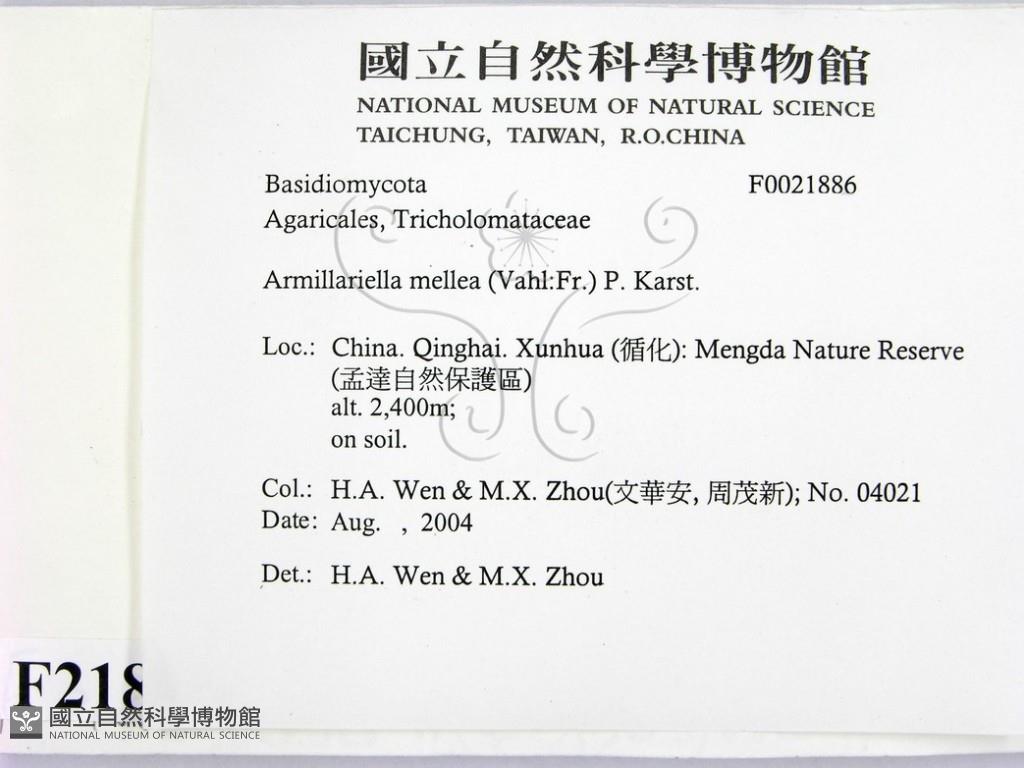 國立自然科學博物館
NATIONAL MUSEUM OF NATURAL SCIENCE
TAICHUNG, TAIWAN, R.O.CHINA
Basidiomycota F0021886
Agaricales, Tricholomataceae
Armillariella mellea (Vahl:Fr.) P. Karst.
Loc.: China. Qinghai. Xunhua (循化): Mengda Nature Reserve
(孟達自然保護區)
alt. 2,400m;
on soil.
Col.: H.A. Wen & M.X. Zhou(文華安, 周茂新); No. 04021
Date: Aug. , 2004
Det.: H.A. Wen & M.X. Zhou
F218
國立自然科學博物館
NATIONAL MUSEUM OF NATURAL SCIENCE